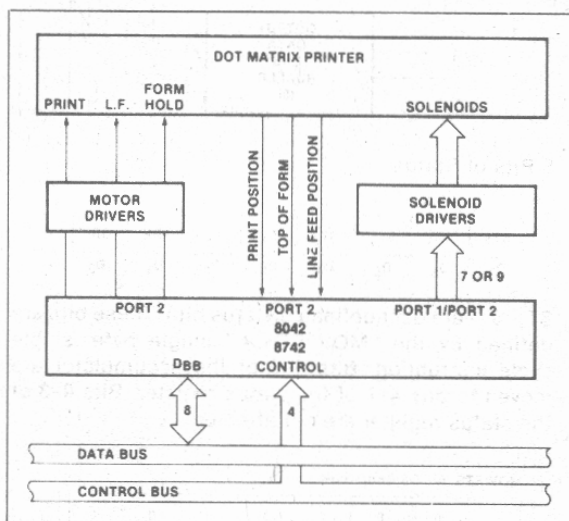 DOT MATRIX PRINTER
FORM
PRINT L.F. HOLD
SOLENOIDS
PRINT POSITION
TOP OF FORM
LINE FEED POSITION
MOTOR
DRIVERS
SOLENOID
DRIVERS
7 OR 9
PORT 2
PORT 2
PORT 1/PORT 2
8042
8742
DBB
CONTROL
8
4
DATA BUS
CONTROL BUS